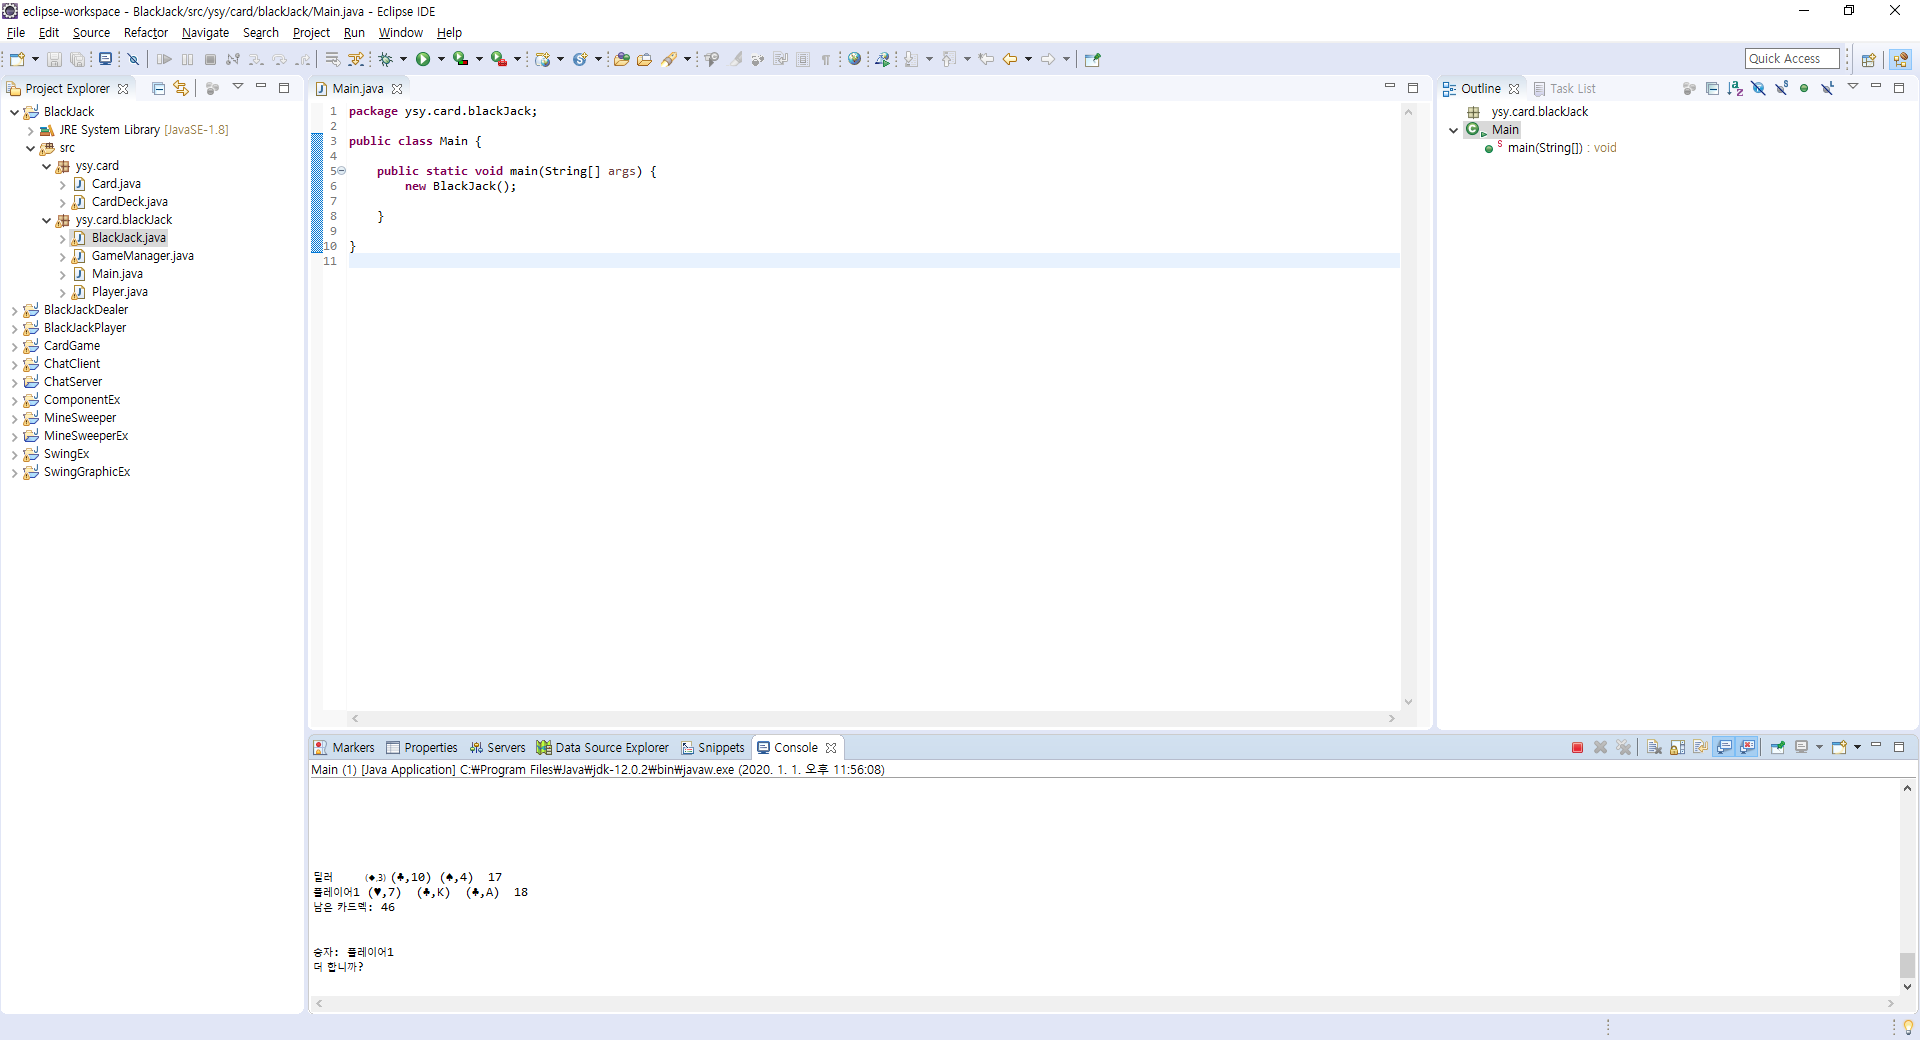 eclipse-workspace - BlackJack/src/ysy/card/blackJack/Main.java - Eclipse IDE
File Edit Source Refactor Navigate Search Project Run Window Help
Quick Access
Project Explorer
BlackJack
JRE System Library [JavaSE-1.8]
src
ysy.card
Card.java
CardDeck.java
ysy.card.blackJack
BlackJack.java
GameManager.java
Main.java
Player.java
BlackJackDealer
BlackJackPlayer
CardGame
ChatClient
ChatServer
ComponentEx
MineSweeper
MineSweeperEx
SwingEx
SwingGraphicEx
Main.java
1 package ysy.card.blackJack;
2
3 public class Main {
4
5 public static void main(String[] args) {
6 new BlackJack();
7
8 }
9
10 }
11
Outline Task List
ysy.card.blackJack
Main
main(String[]) : void
Markers Properties Servers Data Source Explorer Snippets Console
Main (1) [Java Application] C:₩Program Files₩Java₩jdk-12.0.2₩bin₩javaw.exe (2020. 1. 1. 오후 11:56:08)
딜러 (♦,3) (♣,10) (♠,4) 17
플레이어1 (♥,7) (♣,K) (♣,A) 18
남은 카드덱: 46
승자: 플레이어1
더 합니까?